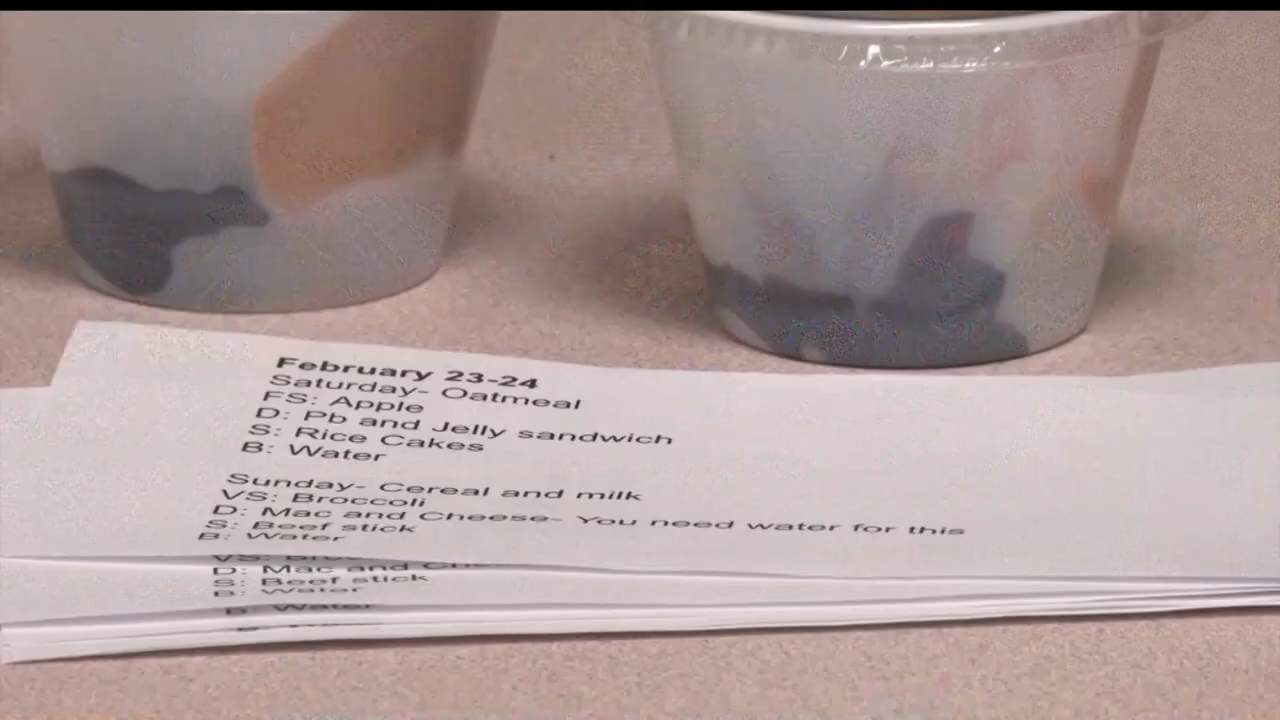 February 23-24
Saturday- Oatmeal
FS: Apple
D: Pb and Jelly sandwich
S: Rice Cakes
B: Water
Sunday- Cereal and milk
VS: Broccoli
D: Mac and Cheese- You need water for this
S: Beef stick
B: Water
VS:
D: Mac and
S: Beef stick
B: Water
B: Water